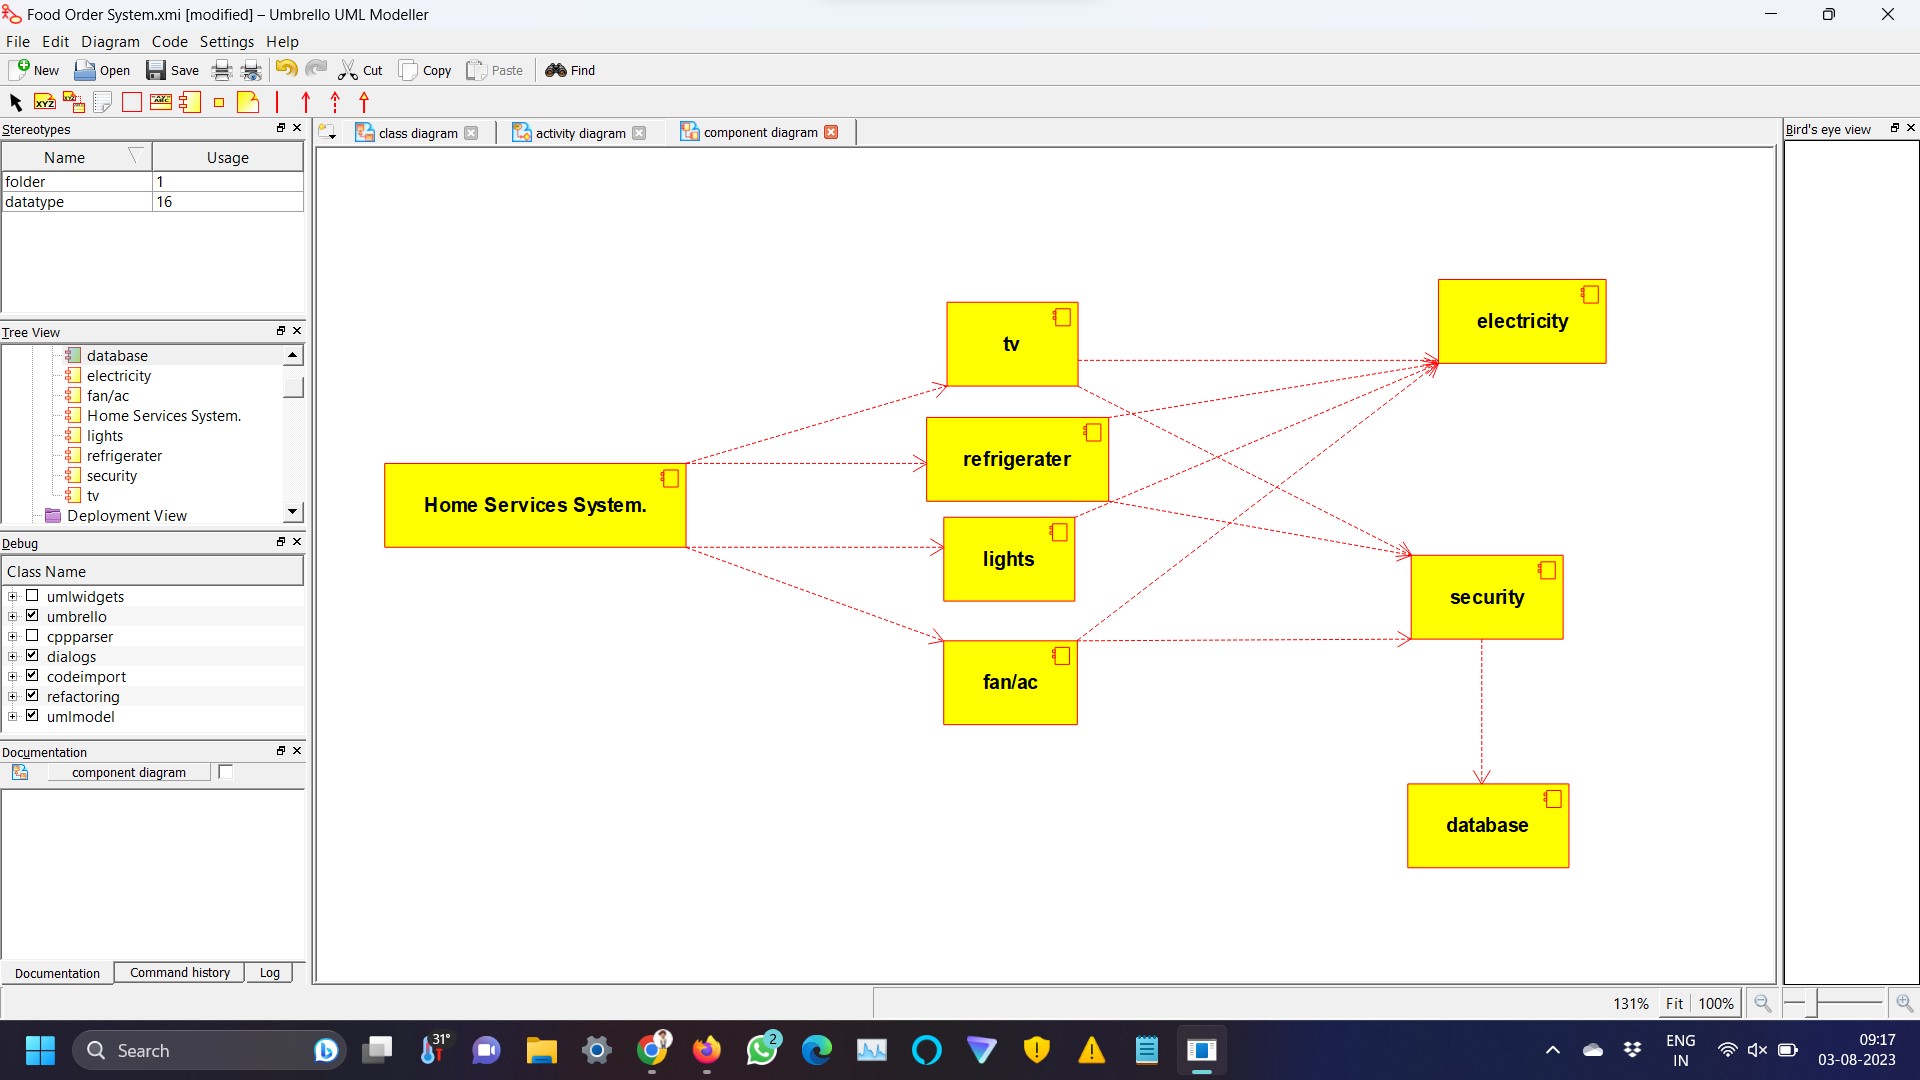 Food Order System.xmi [modified] – Umbrello UML Modeller
File Edit Diagram Code Settings Help
New Open Save Cut Copy Paste Find
XYZ XYZ ABC
Stereotypes
Name Usage
folder 1
datatype 16
Tree View
database
electricity
fan/ac
Home Services System.
lights
refrigerater
security
tv
Deployment View
Debug
Class Name
umlwidgets
umbrello
cppparser
dialogs
codeimport
refactoring
umlmodel
Documentation
component diagram
Documentation Command history Log
class diagram activity diagram component diagram
Bird's eye view
electricity
tv
refrigerater
Home Services System.
lights
security
fan/ac
database
131% Fit 100%
Search
31°
2
ENG
IN
09:17
03-08-2023